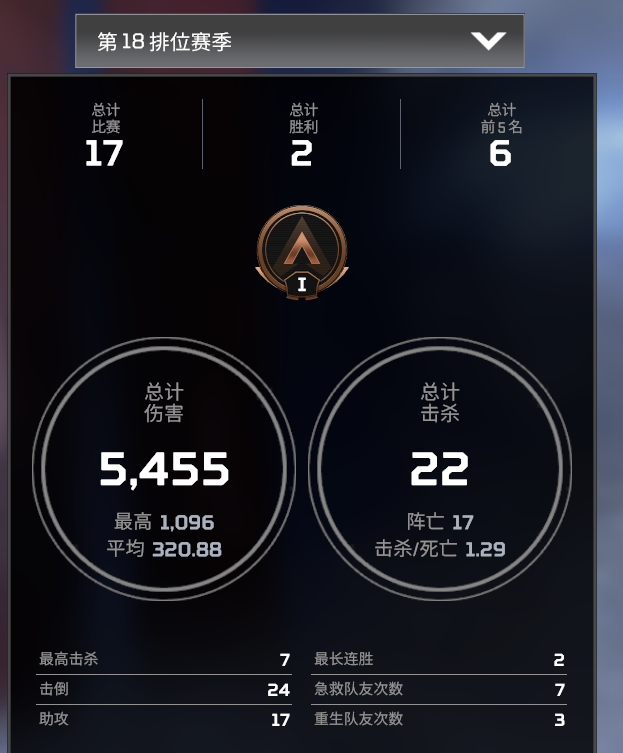 第 18 排位赛季
总计
比赛
17
总计
胜利
2
总计
前 5 名
6
I
总计
伤害
5,455
最高 1,096
平均 320.88
总计
击杀
22
阵亡 17
击杀/死亡 1.29
最高击杀 7
最长连胜 2
击倒 24
急救队友次数 7
助攻 17
重生队友次数 3